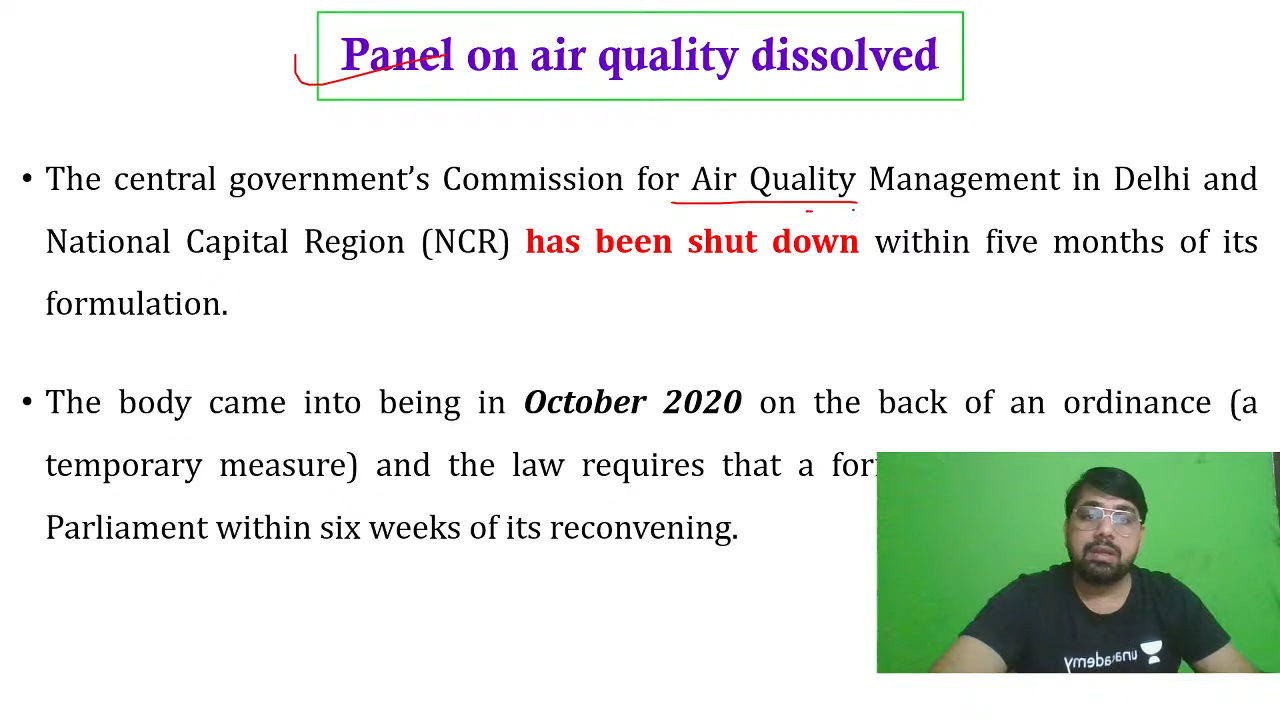 Panel on air quality dissolved
• The central government’s Commission for Air Quality Management in Delhi and
National Capital Region (NCR) has been shut down within five months of its
formulation.
• The body came into being in October 2020 on the back of an ordinance (a
temporary measure) and the law requires that a
Parliament within six weeks of its reconvening.
unacademy